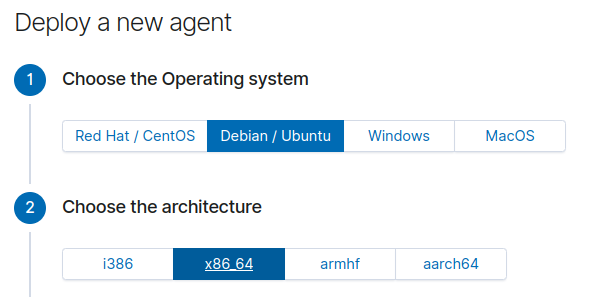 Deploy a new agent
1 Choose the Operating system
Red Hat / CentOS Debian / Ubuntu Windows MacOS
2 Choose the architecture
i386 x86_64 armhf aarch64